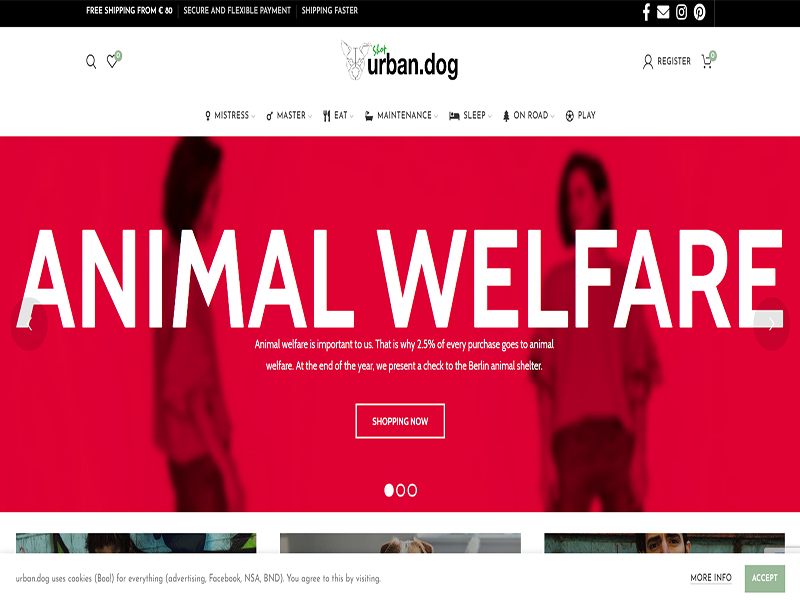 FREE SHIPPING FROM € 80 SECURE AND FLEXIBLE PAYMENT SHIPPING FASTER
0
Shop
urban.dog
REGISTER 0
MISTRESS MASTER EAT MAINTENANCE SLEEP ON ROAD PLAY
ANIMAL WELFARE
Animal welfare is important to us. That is why 2.5% of every purchase goes to animal
welfare. At the end of the year, we present a check to the Berlin animal shelter.
SHOPPING NOW
urban.dog uses cookies (Boo!) for everything (advertising, Facebook, NSA, BND). You agree to this by visiting.
MORE INFO
ACCEPT